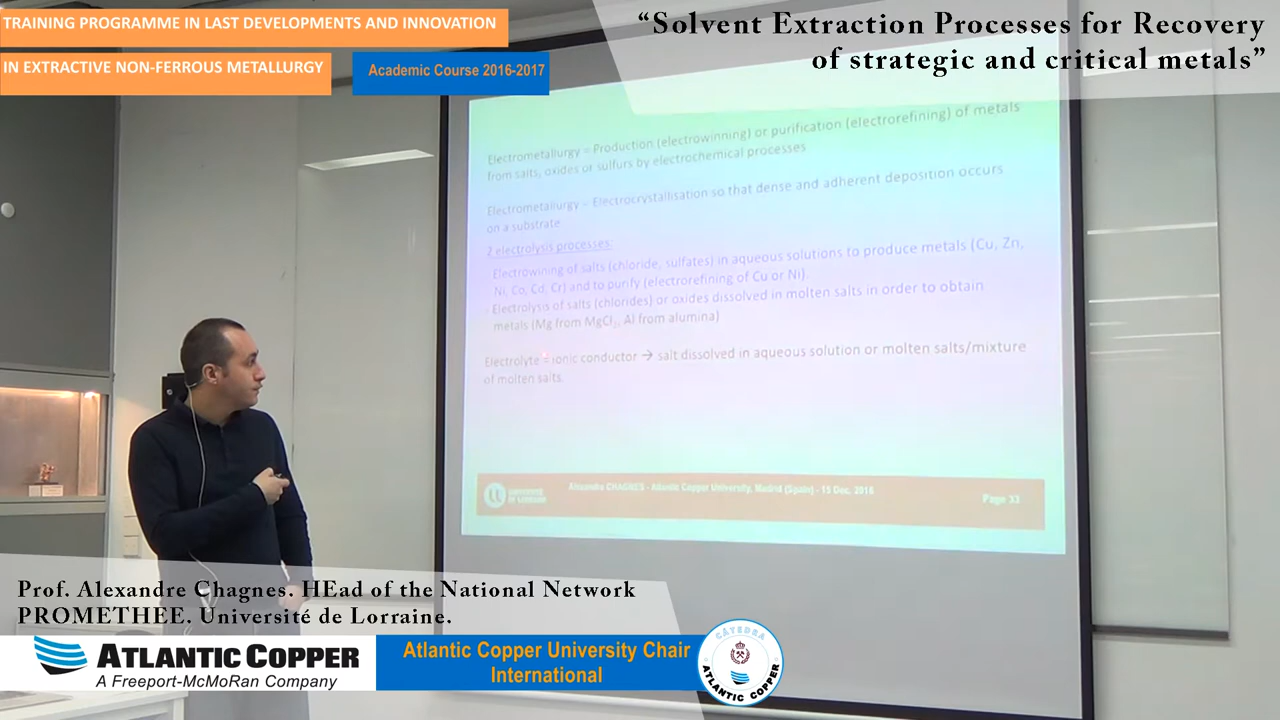 TRAINING PROGRAMME IN LAST DEVELOPMENTS AND INNOVATION
IN EXTRACTIVE NON-FERROUS METALLURGY
Academic Course 2016-2017
“Solvent Extraction Processes for Recovery
of strategic and critical metals”
Electrometallurgy = Production (electrowinning) or purification (electrorefining) of metals
from salts, oxides or sulfurs by electrochemical processes
Electrometallurgy = Electrocrystallisation so that dense and adherent deposition occurs
on a substrate
2 electrolysis processes:
Electrowining of salts (chloride, sulfates) in aqueous solutions to produce metals (Cu, Zn,
Ni, Co, Cd, Cr) and to purify (electrorefining of Cu or Ni).
Electrolysis of salts (chlorides) or oxides dissolved in molten salts in order to obtain
metals (Mg from MgCl2, Al from alumina)
Electrolyte = ionic conductor → salt dissolved in aqueous solution or molten salts/mixture
of molten salts
UNIVERSITÉ
DE LORRAINE
Alexandre CHAGNES - Atlantic Copper University, Madrid (Spain) - 15 Dec. 2016
Page 33
Prof. Alexandre Chagnes. HEad of the National Network
PROMETHEE. Université de Lorraine.
ATLANTIC COPPER
A Freeport-McMoRan Company
Atlantic Copper University Chair
International
CÁTEDRA
ATLANTIC COPPER